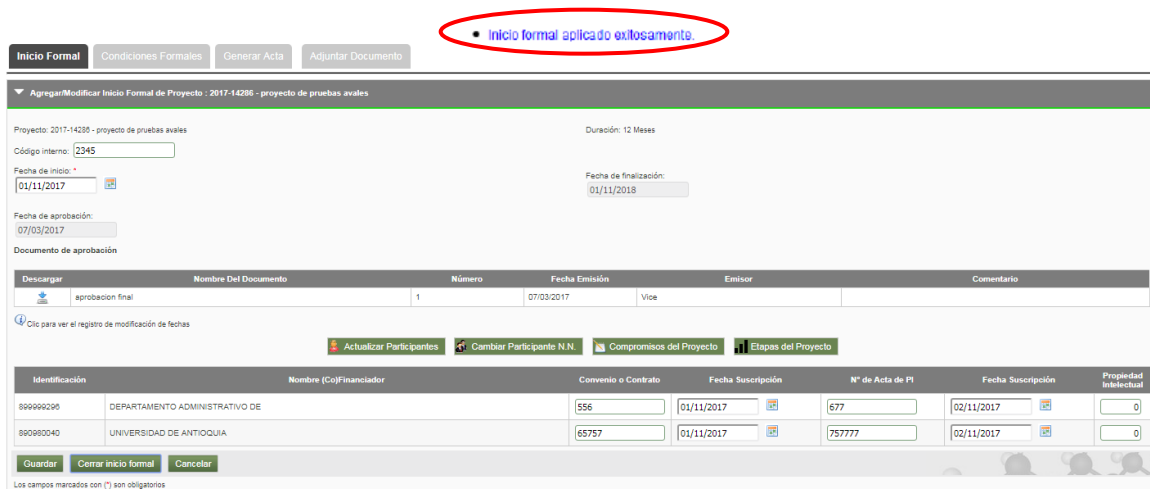 Inicio formal aplicado exitosamente.
Inicio Formal Condiciones Formales Generar Acta Adjuntar Documento
Agregar/Modificar Inicio Formal de Proyecto : 2017-14286 - proyecto de pruebas avales
Proyecto: 2017-14286 - proyecto de pruebas avales Duración: 12 Meses
Código interno: 2345
Fecha de inicio: *
01/11/2017
Fecha de finalización:
01/11/2018
Fecha de aprobación:
07/03/2017
Documento de aprobación
Descargar Nombre Del Documento Número Fecha Emisión Emisor Comentario
aprobacion final 1 07/03/2017 Vice
Clic para ver el registro de modificación de fechas
Actualizar Participantes Cambiar Participante N.N. Compromisos del Proyecto Etapas del Proyecto
Identificación Nombre (Co)Financiador Convenio o Contrato Fecha Suscripción N° de Acta de PI Fecha Suscripción Propiedad Intelectual
899999296 DEPARTAMENTO ADMINISTRATIVO DE 556 01/11/2017 677 02/11/2017 0
890980040 UNIVERSIDAD DE ANTIOQUIA 65757 01/11/2017 757777 02/11/2017 0
Guardar Cerrar inicio formal Cancelar
Los campos marcados con (*) son obligatorios